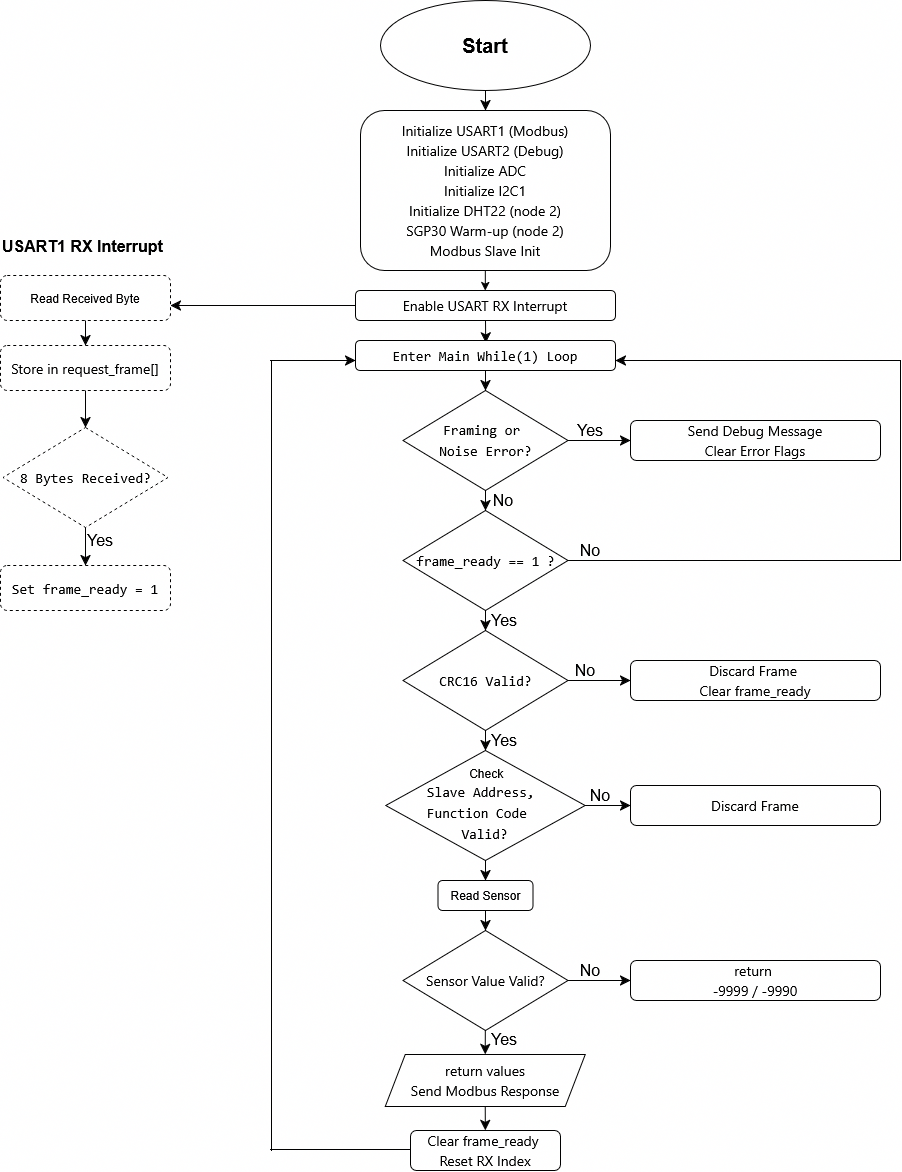 Start
Initialize USART1 (Modbus)
Initialize USART2 (Debug)
Initialize ADC
Initialize I2C1
Initialize DHT22 (node 2)
SGP30 Warm-up (node 2)
Modbus Slave Init
USART1 RX Interrupt
Read Received Byte
Enable USART RX Interrupt
Store in request_frame[]
Enter Main While(1) Loop
8 Bytes Received?
Yes
Set frame_ready = 1
Framing or
Noise Error?
Yes
Send Debug Message
Clear Error Flags
No
frame_ready == 1 ?
No
Yes
CRC16 Valid?
No
Discard Frame
Clear frame_ready
Yes
Check
Slave Address,
Function Code
Valid?
No
Discard Frame
Read Sensor
Sensor Value Valid?
No
return
-9999 / -9990
Yes
return values
Send Modbus Response
Clear frame_ready
Reset RX Index